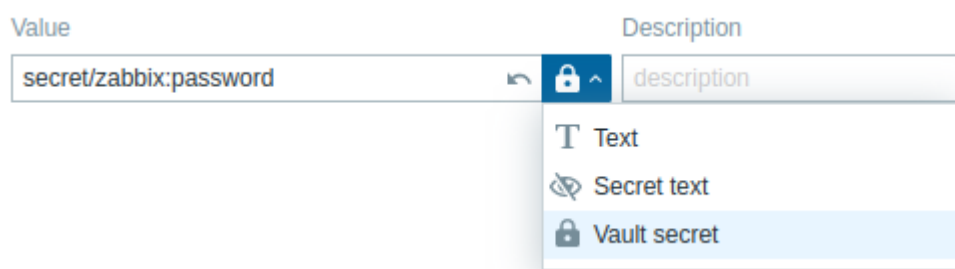 Value Description
secret/zabbix:password description
Text
Secret text
Vault secret